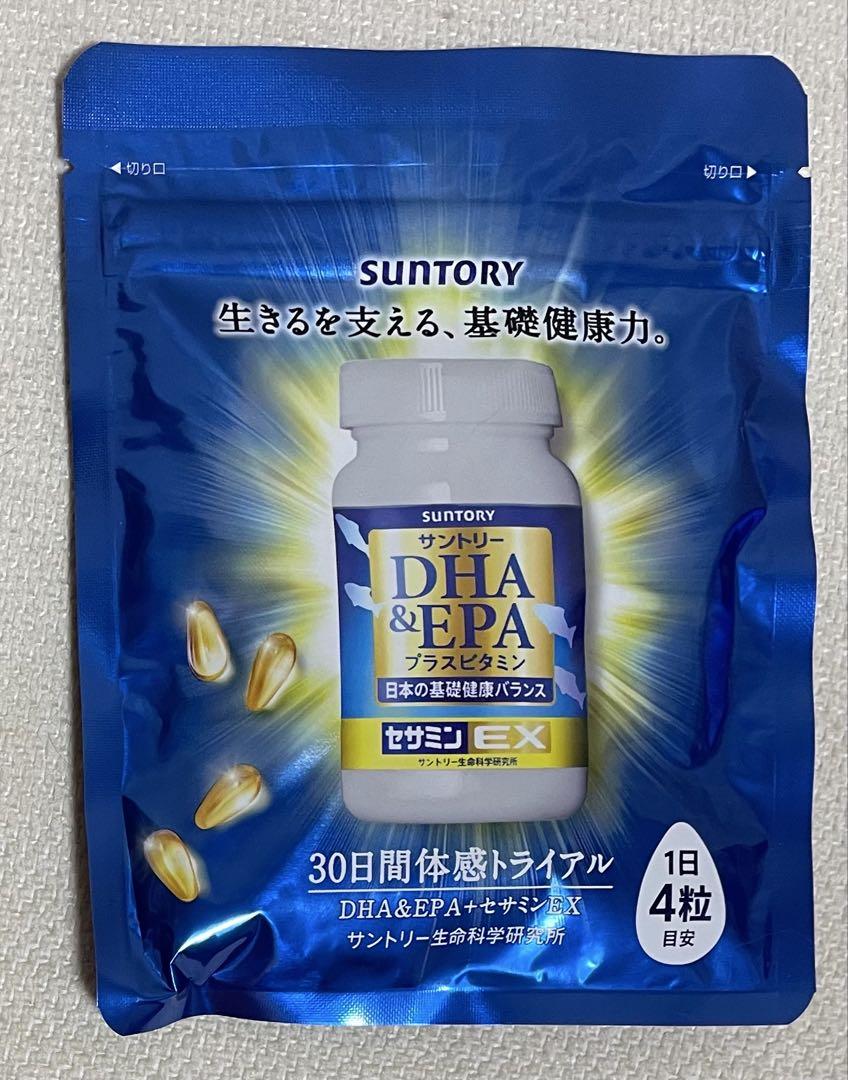 ◀切り口
切り口▶
SUNTORY
生きるを支える、基礎健康力。
SUNTORY
サントリー
DHA
&EPA
プラスビタミン
日本の基礎健康バランス
セサミンEX
サントリー生命科学研究所
30日間体感トライアル
DHA&EPA+セサミンEX
サントリー生命科学研究所
1日
4粒
目安